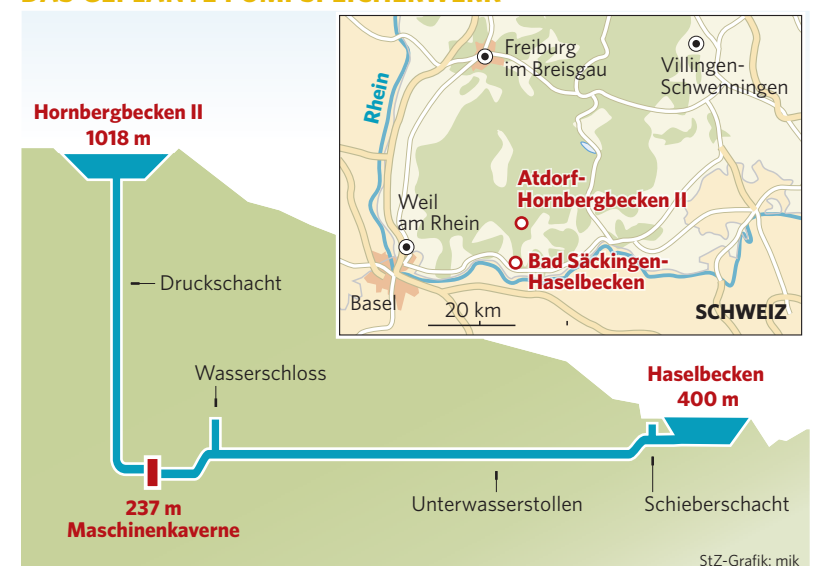 Hornbergbecken II
1018 m
Druckschacht
Wasserschloss
237 m
Maschinenkaverne
Unterwasserstollen
Schieberschacht
Haselbecken
400 m
Rhein
Freiburg
im Breisgau
Villingen-
Schwenningen
Atdorf-
Hornbergbecken II
Weil
am Rhein
Bad Säckingen-
Haselbecken
Basel
20 km
SCHWEIZ
StZ-Grafik: mik